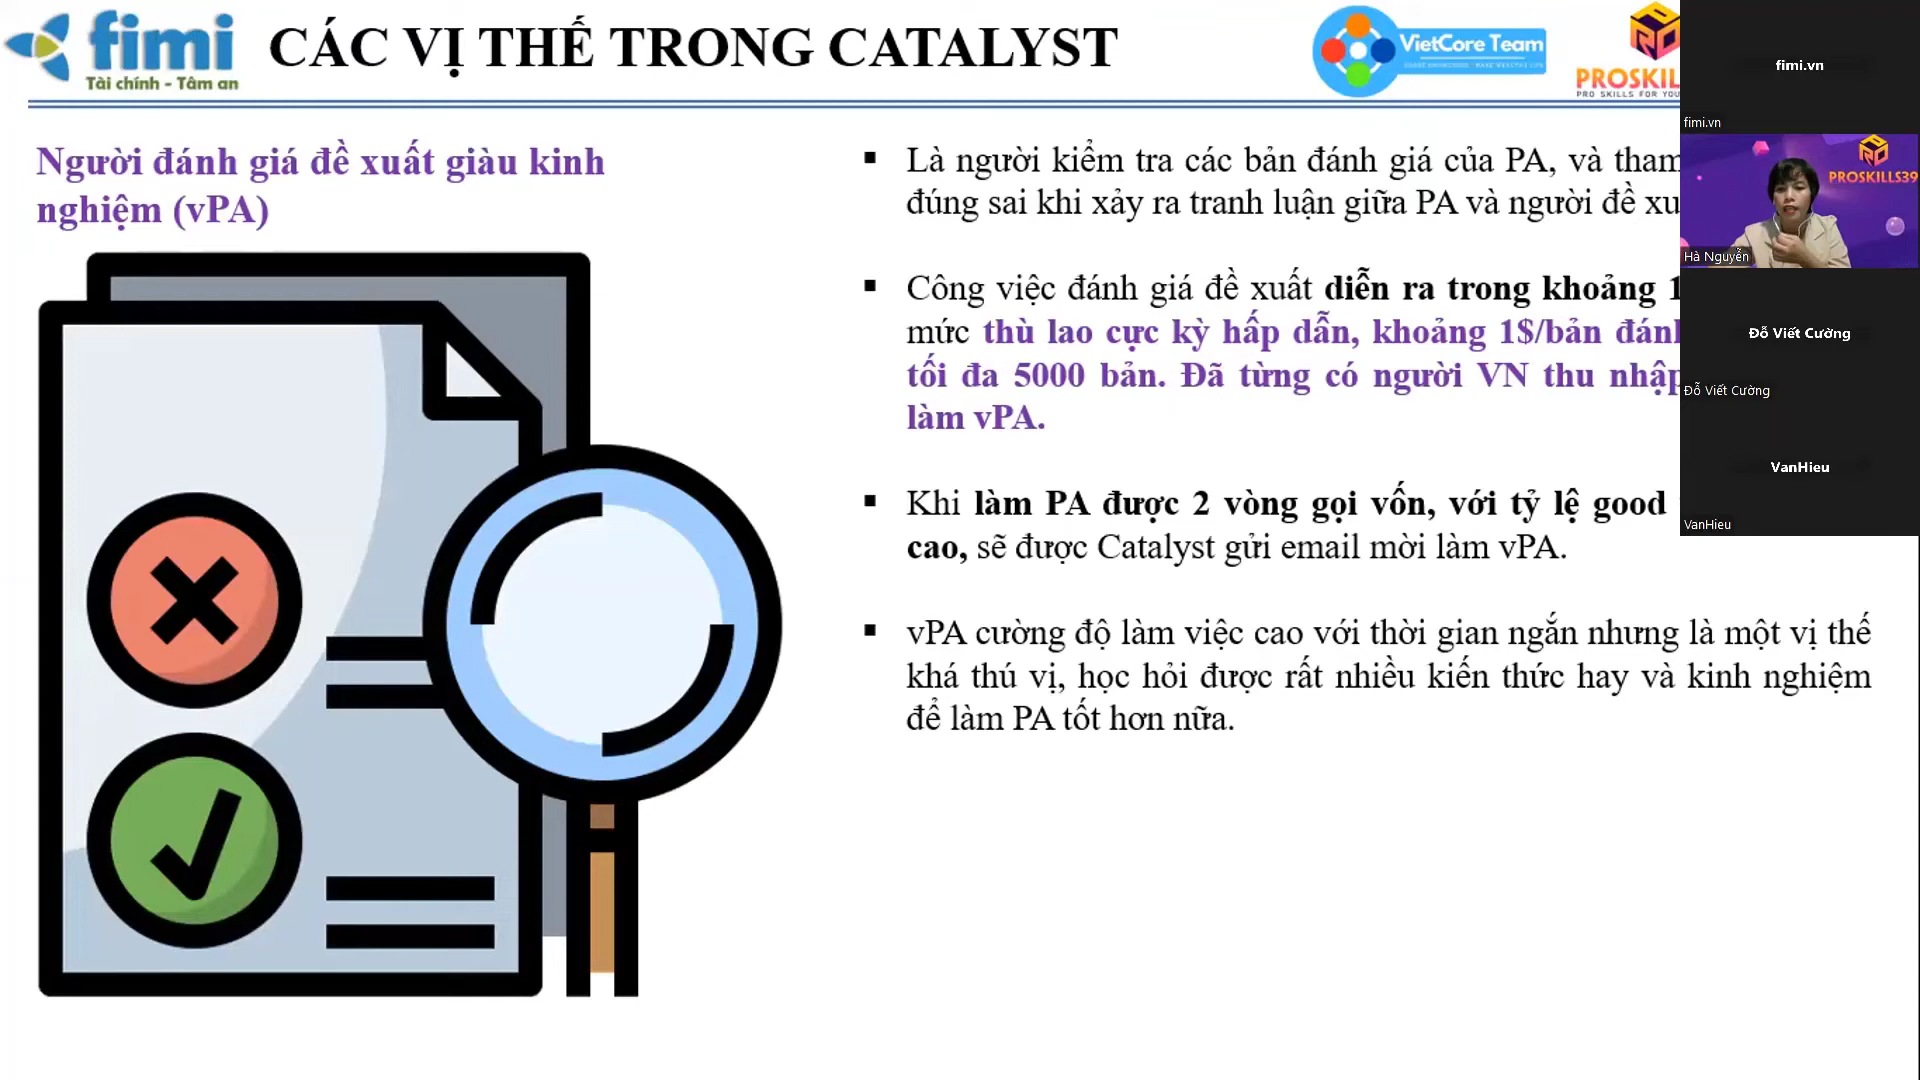 fimi
Tài chính - Tâm an
CÁC VỊ THẾ TRONG CATALYST
VietCore Team
PROSKIL
PRO SKILLS FOR YOU
Người đánh giá đề xuất giàu kinh
nghiệm (vPA)
Là người kiểm tra các bản đánh giá của PA, và tham
đúng sai khi xảy ra tranh luận giữa PA và người đề xu
Công việc đánh giá đề xuất diễn ra trong khoảng 1
mức thù lao cực kỳ hấp dẫn, khoảng 1$/bản đánh
tối đa 5000 bản. Đã từng có người VN thu nhập
làm vPA.
Khi làm PA được 2 vòng gọi vốn, với tỷ lệ good
cao, sẽ được Catalyst gửi email mời làm vPA.
vPA cường độ làm việc cao với thời gian ngắn nhưng là một vị thế
khá thú vị, học hỏi được rất nhiều kiến thức hay và kinh nghiệm
để làm PA tốt hơn nữa.
fimi.vn
fimi.vn
PROSKILLS39
Hà Nguyễn
Đỗ Viết Cường
Đỗ Viết Cường
VanHieu
VanHieu